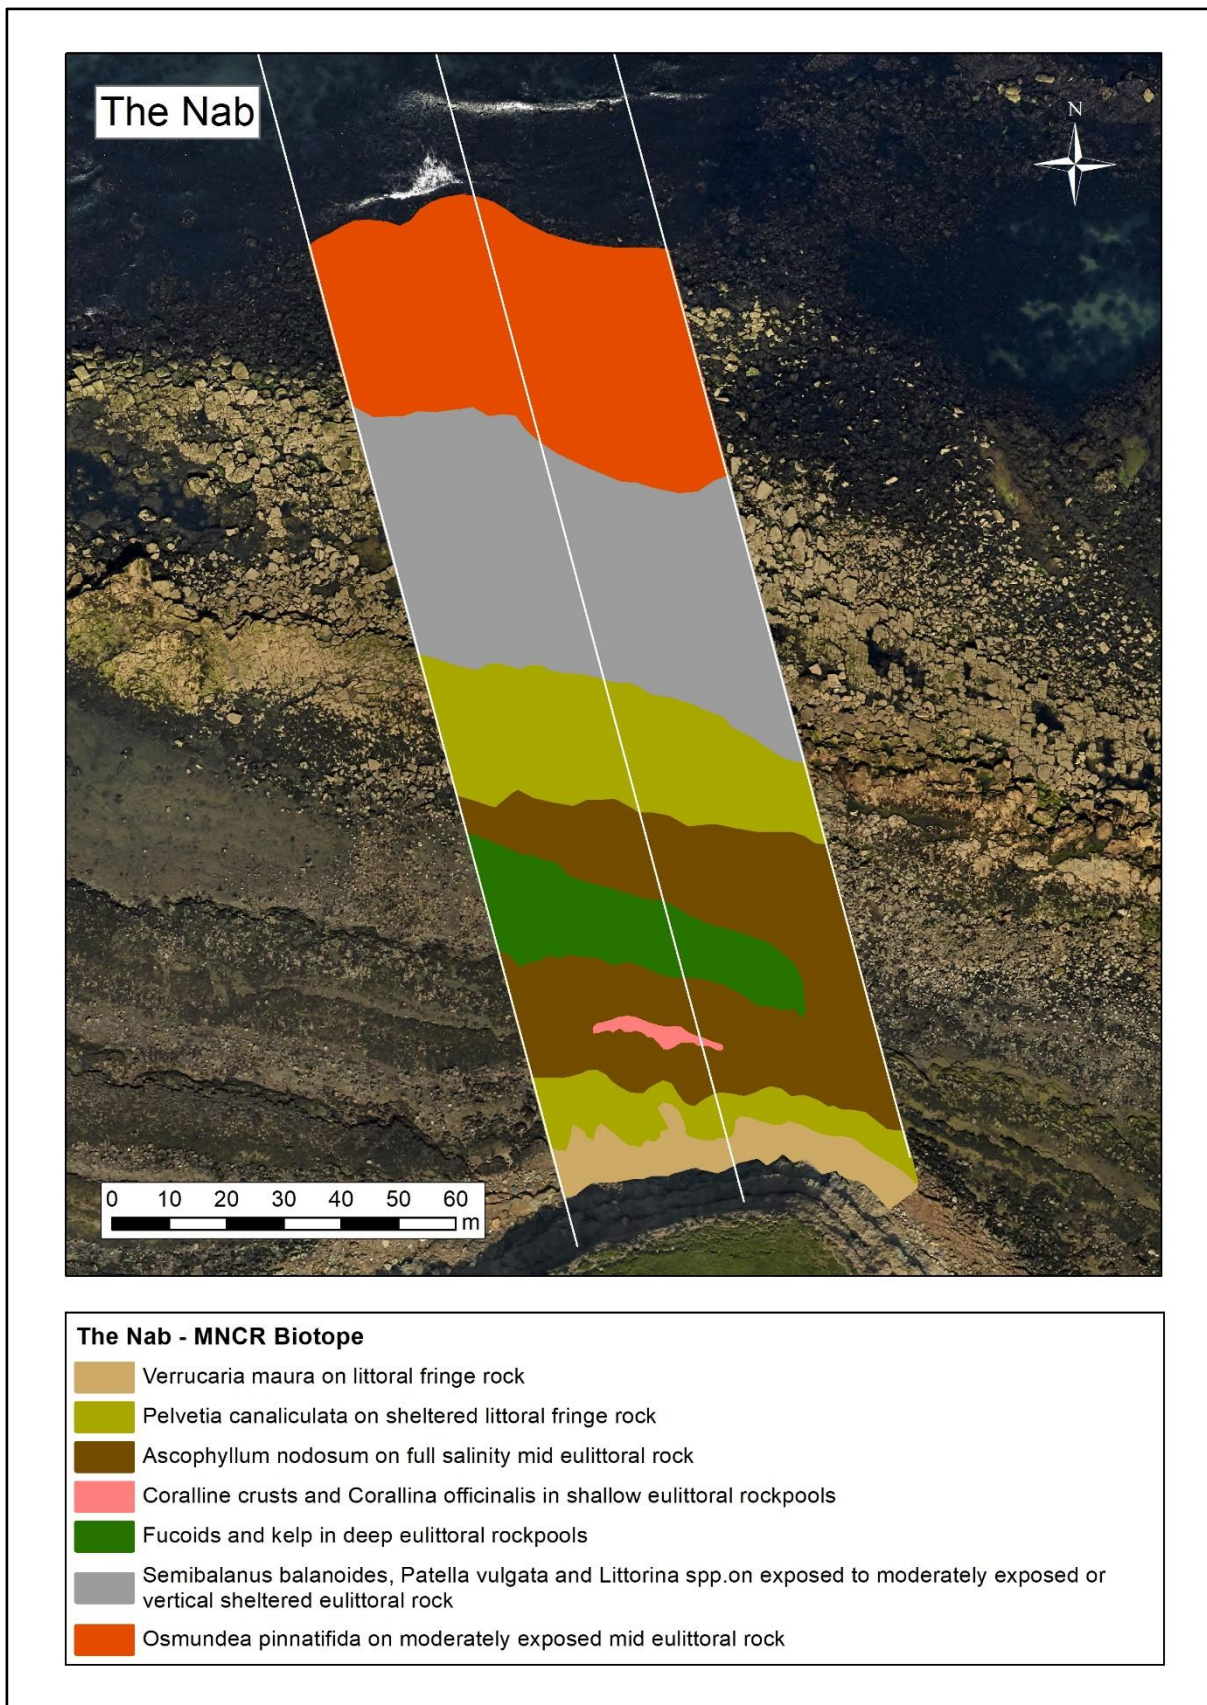 The Nab
N
0 10 20 30 40 50 60
m
The Nab - MNCR Biotope
Verrucaria maura on littoral fringe rock
Pelvetia canaliculata on sheltered littoral fringe rock
Ascophyllum nodosum on full salinity mid eulittoral rock
Coralline crusts and Corallina officinalis in shallow eulittoral rockpools
Fucoids and kelp in deep eulittoral rockpools
Semibalanus balanoides, Patella vulgata and Littorina spp.on exposed to moderately exposed or
vertical sheltered eulittoral rock
Osmundea pinnatifida on moderately exposed mid eulittoral rock